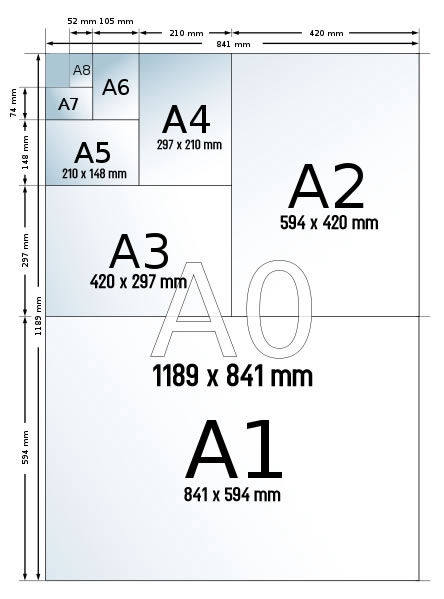 52 mm 105 mm
210 mm
420 mm
841 mm
A8
A6
A7
74 mm
A4
297 x 210 mm
A5
210 x 148 mm
148 mm
A2
594 x 420 mm
A3
420 x 297 mm
297 mm
A0
1189 x 841 mm
1189 mm
A1
841 x 594 mm
594 mm